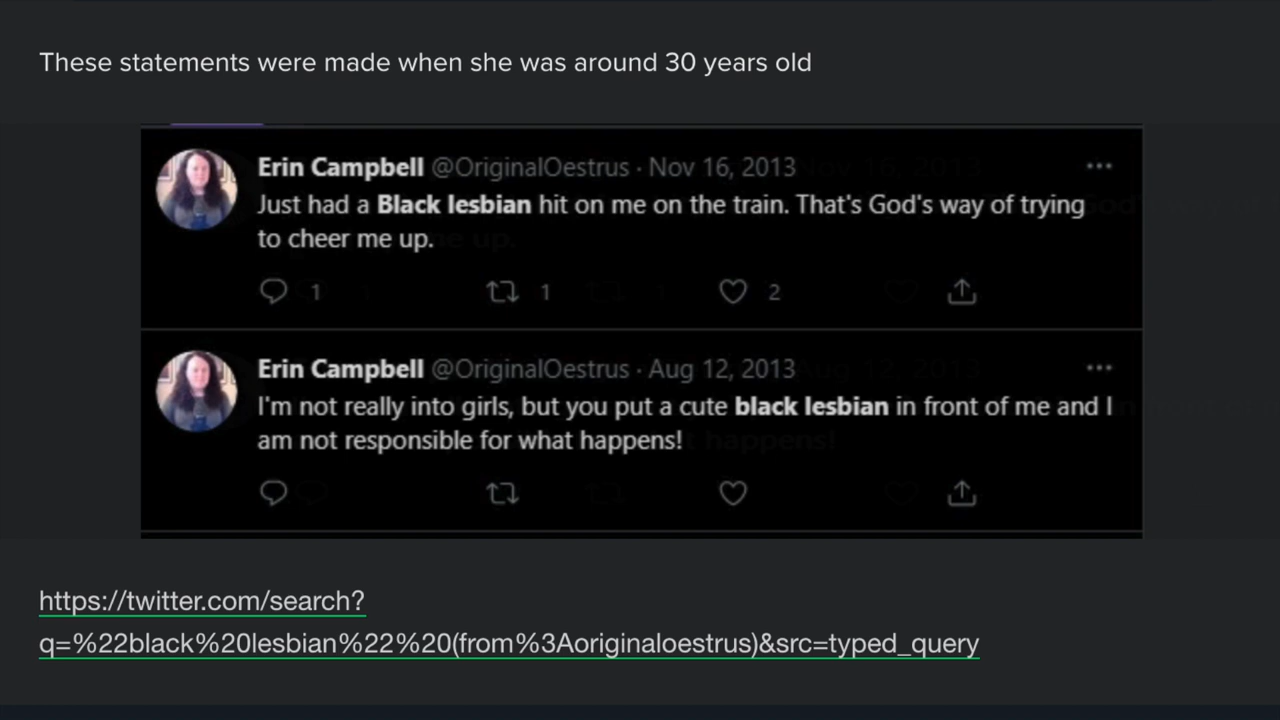 These statements were made when she was around 30 years old
Erin Campbell @OriginalOestrus · Nov 16, 2013
Just had a Black lesbian hit on me on the train. That's God's way of trying
to cheer me up.
1 1 2
Erin Campbell @OriginalOestrus · Aug 12, 2013
I'm not really into girls, but you put a cute black lesbian in front of me and I
am not responsible for what happens!
https://twitter.com/search?
q=%22black%20lesbian%22%20(from%3Aoriginaloestrus)&src=typed_query